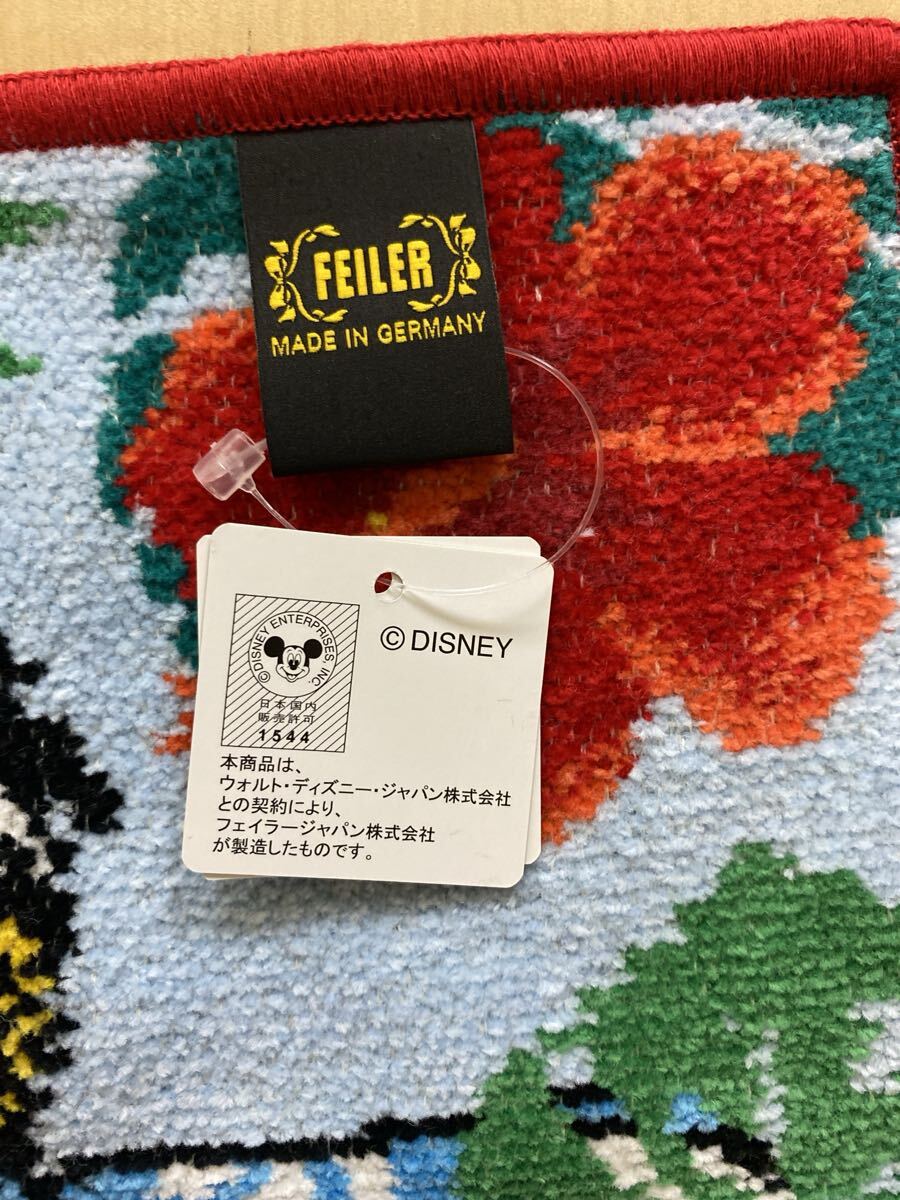 FEILER
MADE IN GERMANY
© DISNEY ENTERPRISES, INC.
日本国内
販売許可
1544
© DISNEY
本商品は、
ウォルト・ディズニー・ジャパン株式会社
との契約により、
フェイラージャパン株式会社
が製造したものです。